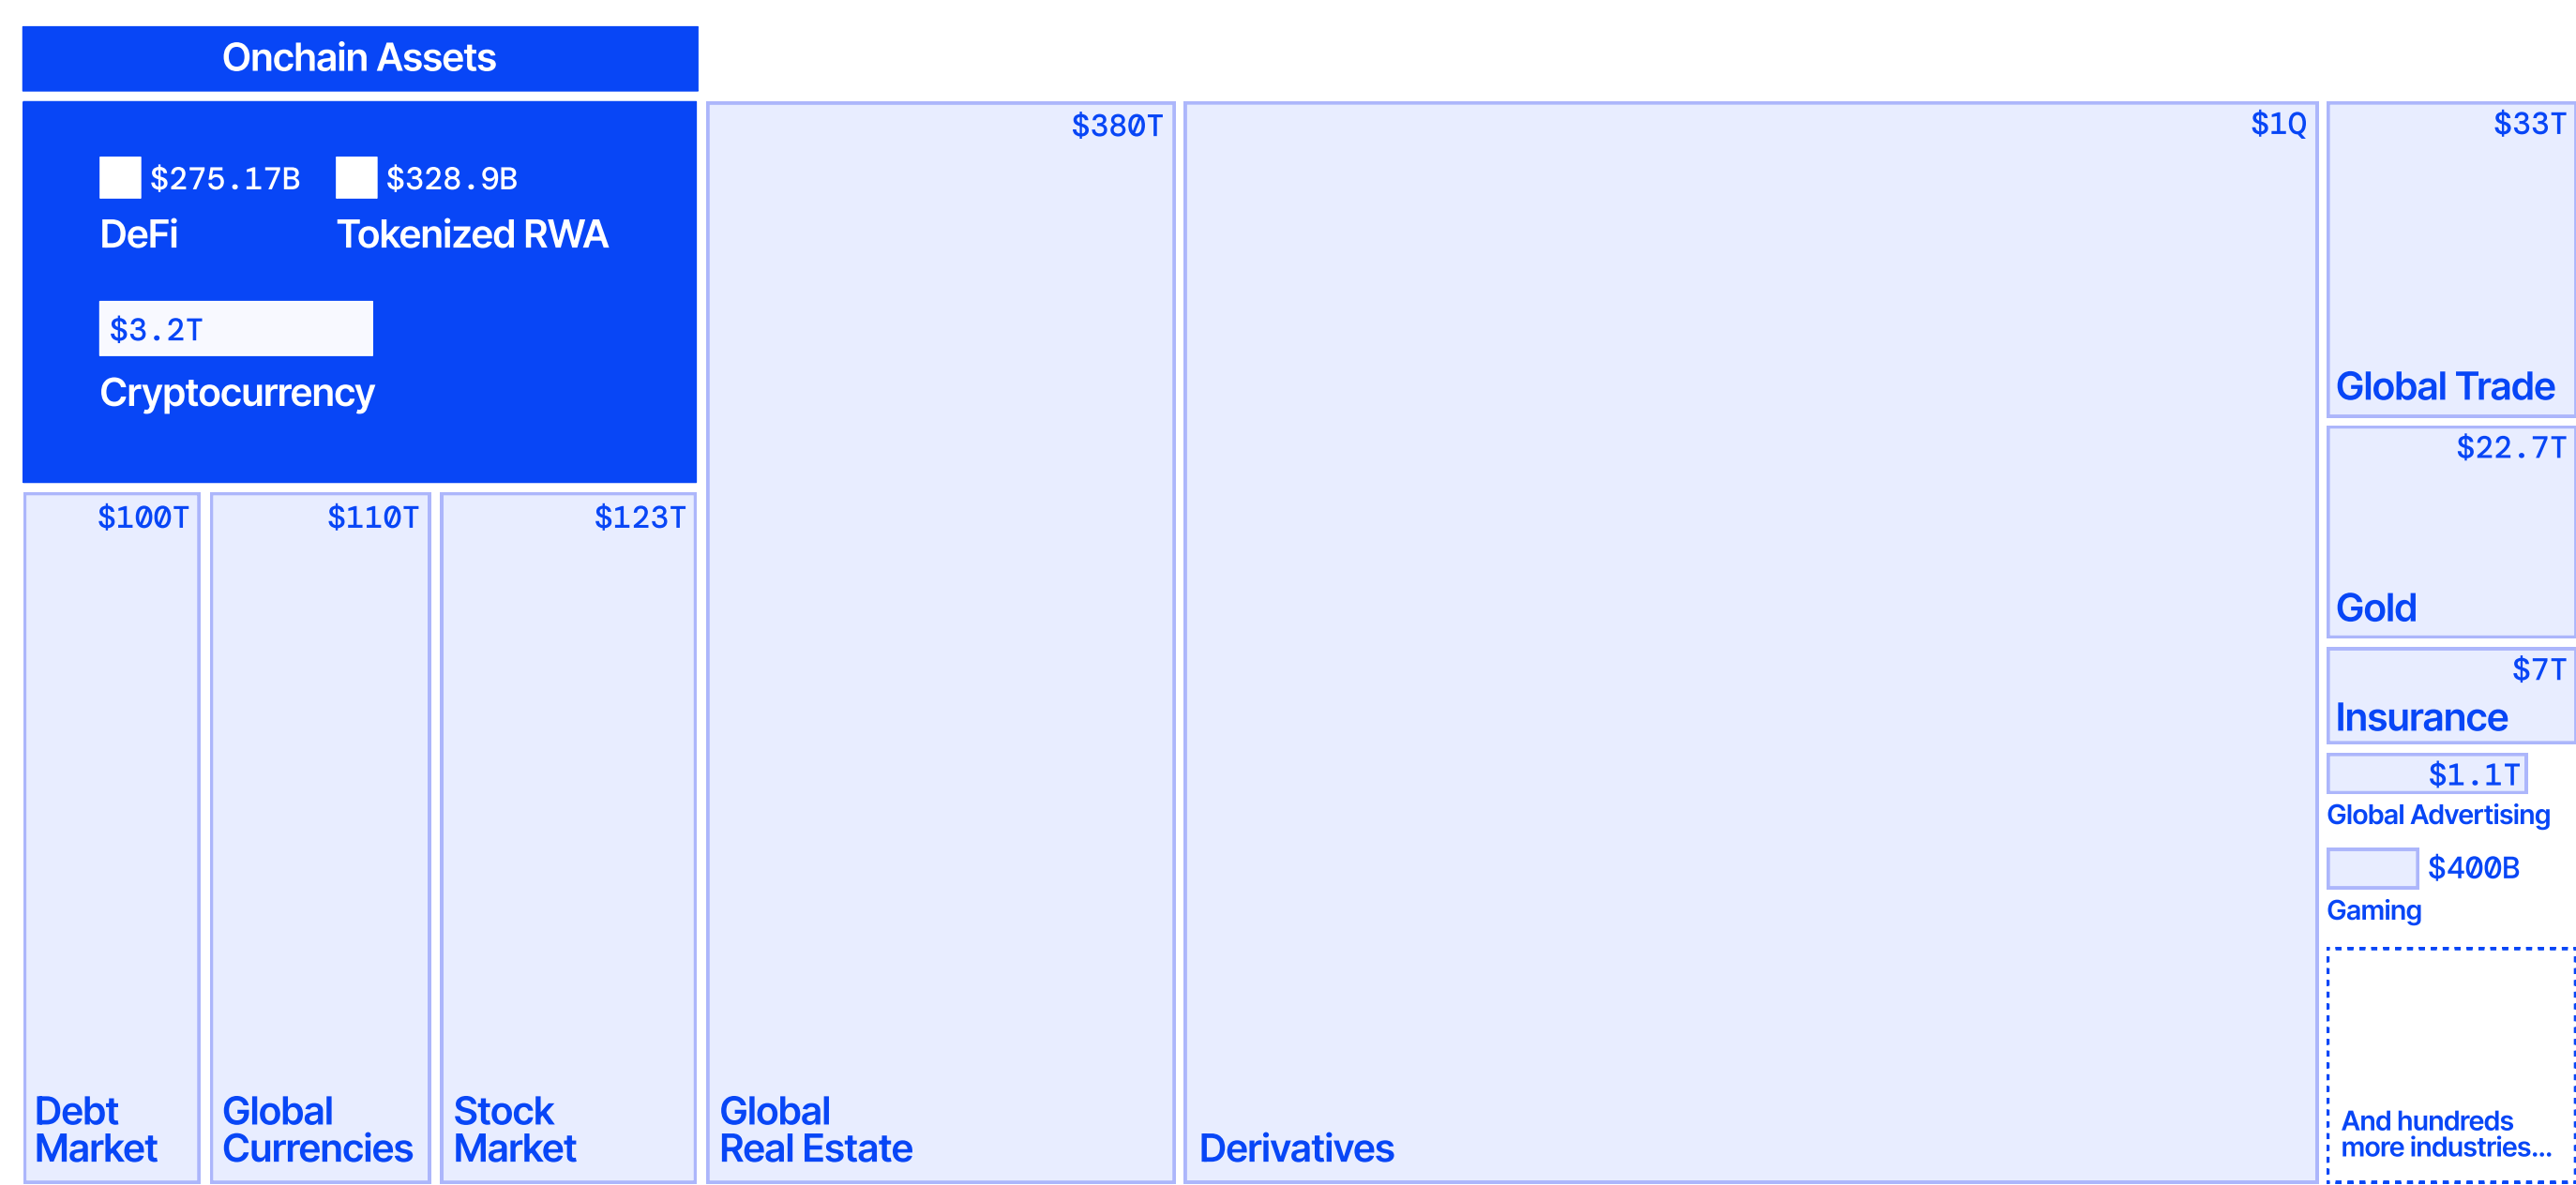 Onchain Assets
$275.17B
DeFi
$328.9B
Tokenized RWA
$3.2T
Cryptocurrency
$100T
Debt
Market
$110T
Global
Currencies
$123T
Stock
Market
$380T
Global
Real Estate
$1Q
Derivatives
$33T
Global Trade
$22.7T
Gold
$7T
Insurance
$1.1T
Global Advertising
$400B
Gaming
And hundreds
more industries...